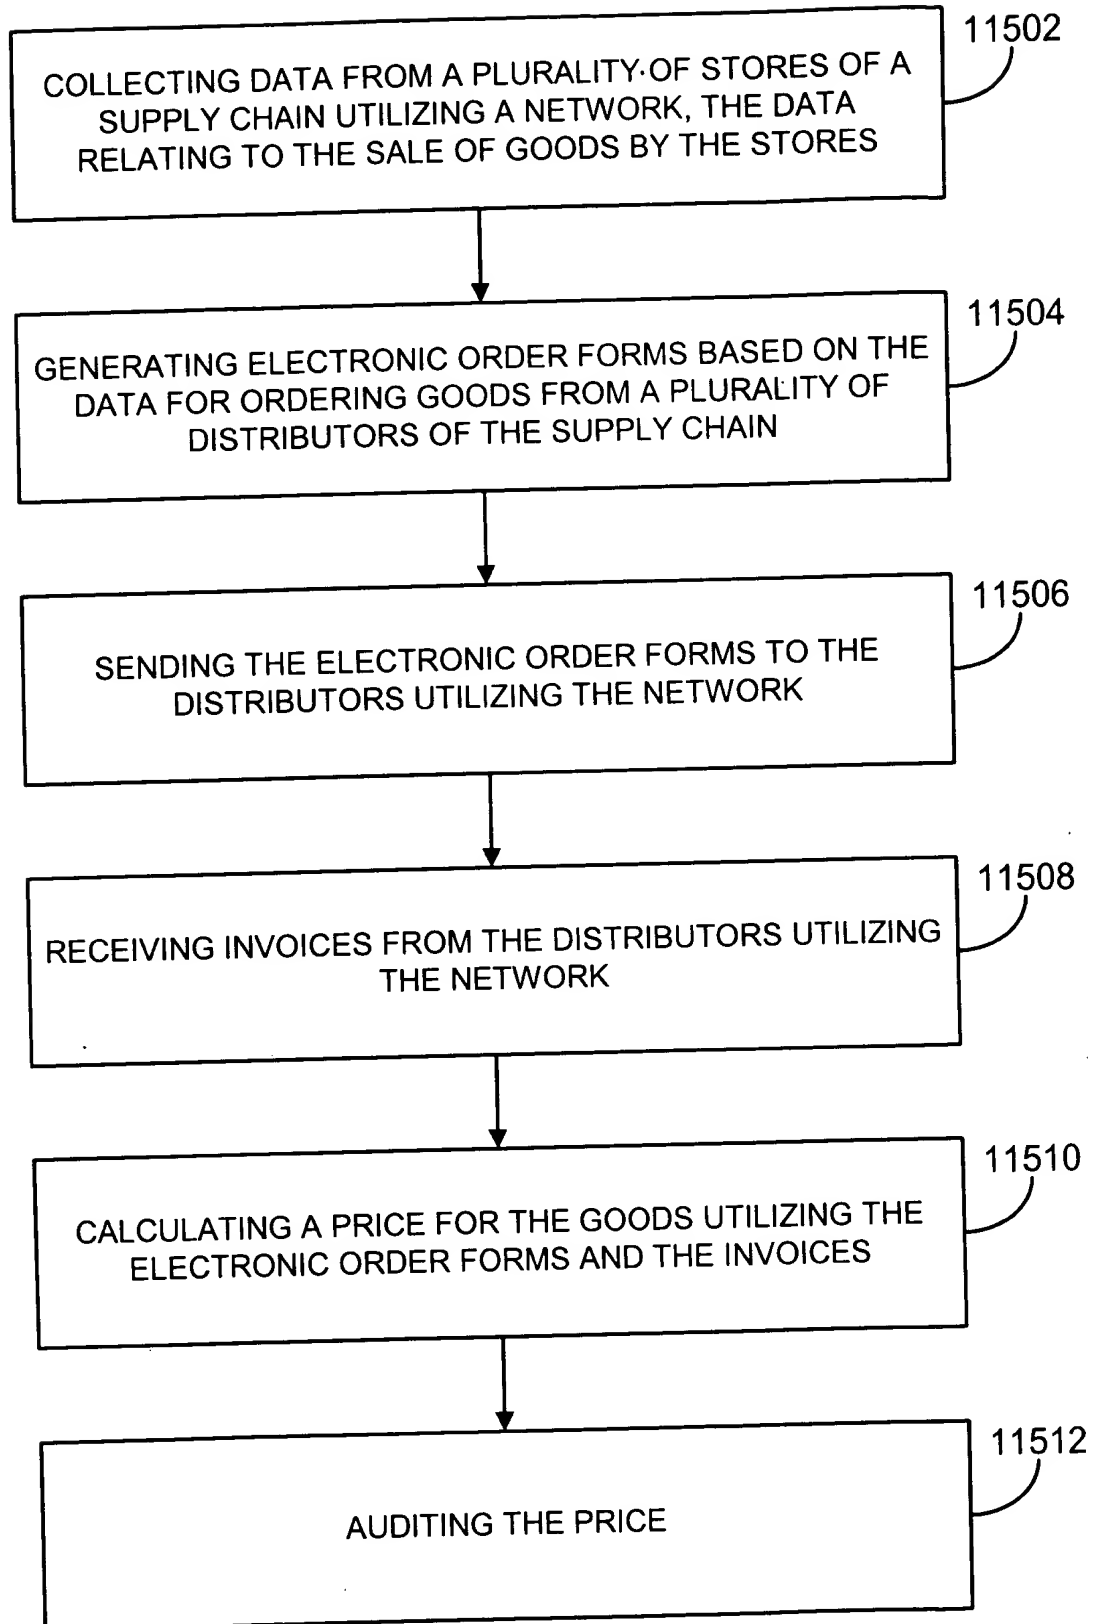 11502
COLLECTING DATA FROM A PLURALITY OF STORES OF A
SUPPLY CHAIN UTILIZING A NETWORK, THE DATA
RELATING TO THE SALE OF GOODS BY THE STORES
11504
GENERATING ELECTRONIC ORDER FORMS BASED ON THE
DATA FOR ORDERING GOODS FROM A PLURALITY OF
DISTRIBUTORS OF THE SUPPLY CHAIN
11506
SENDING THE ELECTRONIC ORDER FORMS TO THE
DISTRIBUTORS UTILIZING THE NETWORK
11508
RECEIVING INVOICES FROM THE DISTRIBUTORS UTILIZING
THE NETWORK
11510
CALCULATING A PRICE FOR THE GOODS UTILIZING THE
ELECTRONIC ORDER FORMS AND THE INVOICES
11512
AUDITING THE PRICE